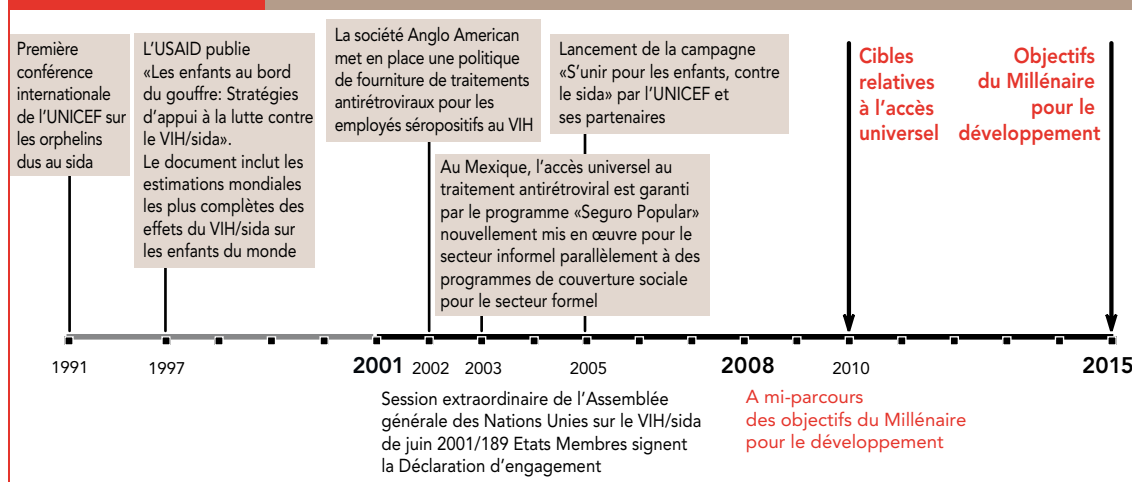 Première
conférence
internationale
de l'UNICEF sur
les orphelins
dus au sida
L'USAID publie
«Les enfants au bord
du gouffre: Stratégies
d'appui à la lutte contre
le VIH/sida».
Le document inclut les
estimations mondiales
les plus complètes des
effets du VIH/sida sur
les enfants du monde
La société Anglo American
met en place une politique
de fourniture de traitements
antirétroviraux pour les
employés séropositifs au VIH
Lancement de la campagne
«S'unir pour les enfants, contre
le sida» par l'UNICEF et
ses partenaires
Au Mexique, l'accès universel au
traitement antirétroviral est garanti
par le programme «Seguro Popular»
nouvellement mis en œuvre pour le
secteur informel parallèlement à des
programmes de couverture sociale
pour le secteur formel
Cibles
relatives
à l'accès
universel
Objectifs
du Millénaire
pour le
développement
1991 1997 2001 2002 2003 2005 2008 2010 2015
Session extraordinaire de l'Assemblée
générale des Nations Unies sur le VIH/sida
de juin 2001/189 Etats Membres signent
la Déclaration d'engagement
A mi-parcours
des objectifs du Millénaire
pour le développement